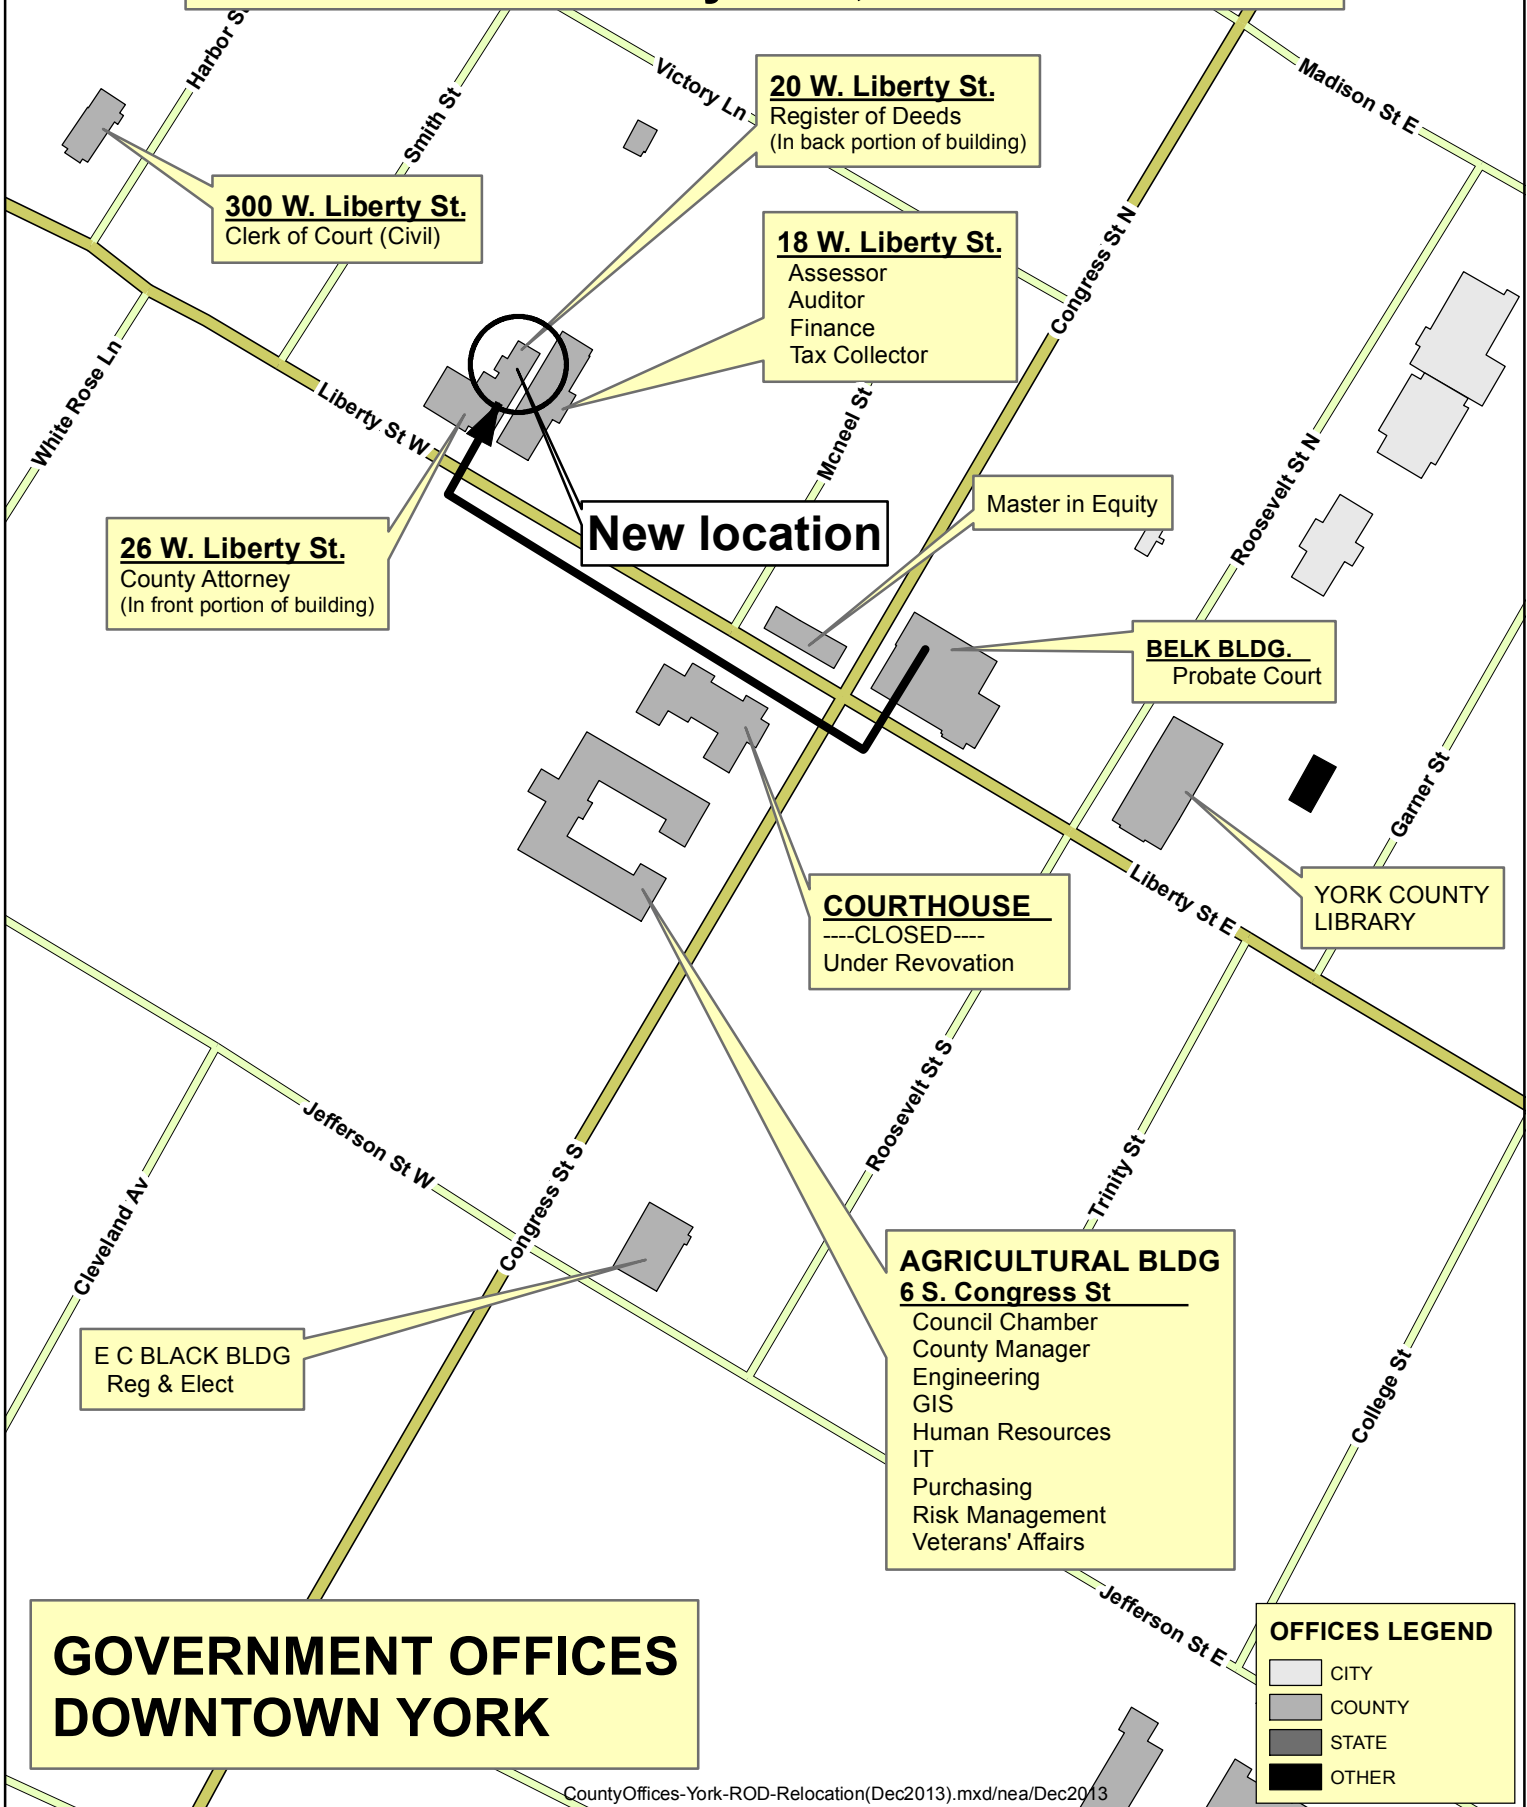 Harbor St
Victory Ln
Madison St E
Smith St
20 W. Liberty St.
Register of Deeds
(In back portion of building)
300 W. Liberty St.
Clerk of Court (Civil)
18 W. Liberty St.
Assessor
Auditor
Finance
Tax Collector
Congress St N
White Rose Ln
Liberty St W
Mcneel St
Roosevelt St N
Master in Equity
New location
26 W. Liberty St.
County Attorney
(In front portion of building)
BELK BLDG.
Probate Court
Garner St
Liberty St E
YORK COUNTY
LIBRARY
COURTHOUSE
----CLOSED----
Under Revovation
Jefferson St W
Roosevelt St S
Cleveland Av
Congress St S
Trinity St
AGRICULTURAL BLDG
6 S. Congress St
Council Chamber
County Manager
Engineering
GIS
Human Resources
IT
Purchasing
Risk Management
Veterans' Affairs
E C BLACK BLDG
Reg & Elect
College St
Jefferson St E
GOVERNMENT OFFICES
DOWNTOWN YORK
OFFICES LEGEND
CITY
COUNTY
STATE
OTHER
CountyOffices-York-ROD-Relocation(Dec2013).mxd/nea/Dec2013